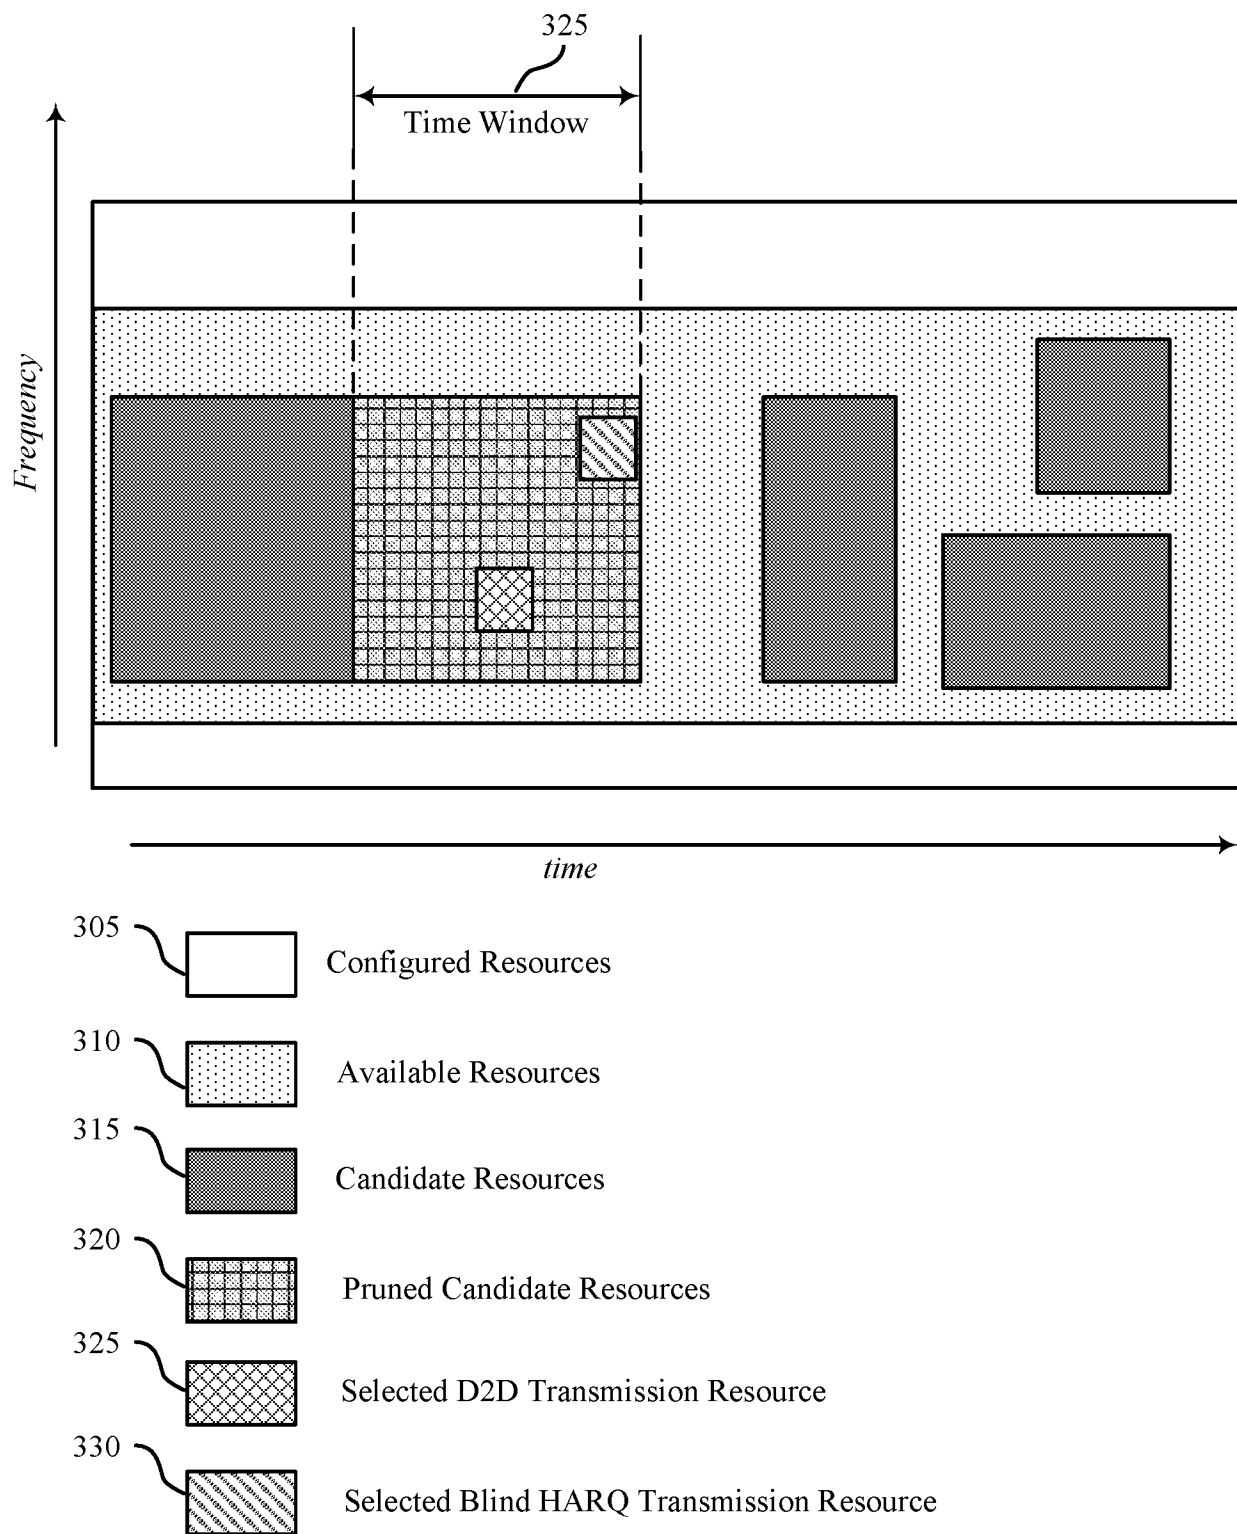 325
Time Window
Frequency
time
305
Configured Resources
310
Available Resources
315
Candidate Resources
320
Pruned Candidate Resources
325
Selected D2D Transmission Resource
330
Selected Blind HARQ Transmission Resource